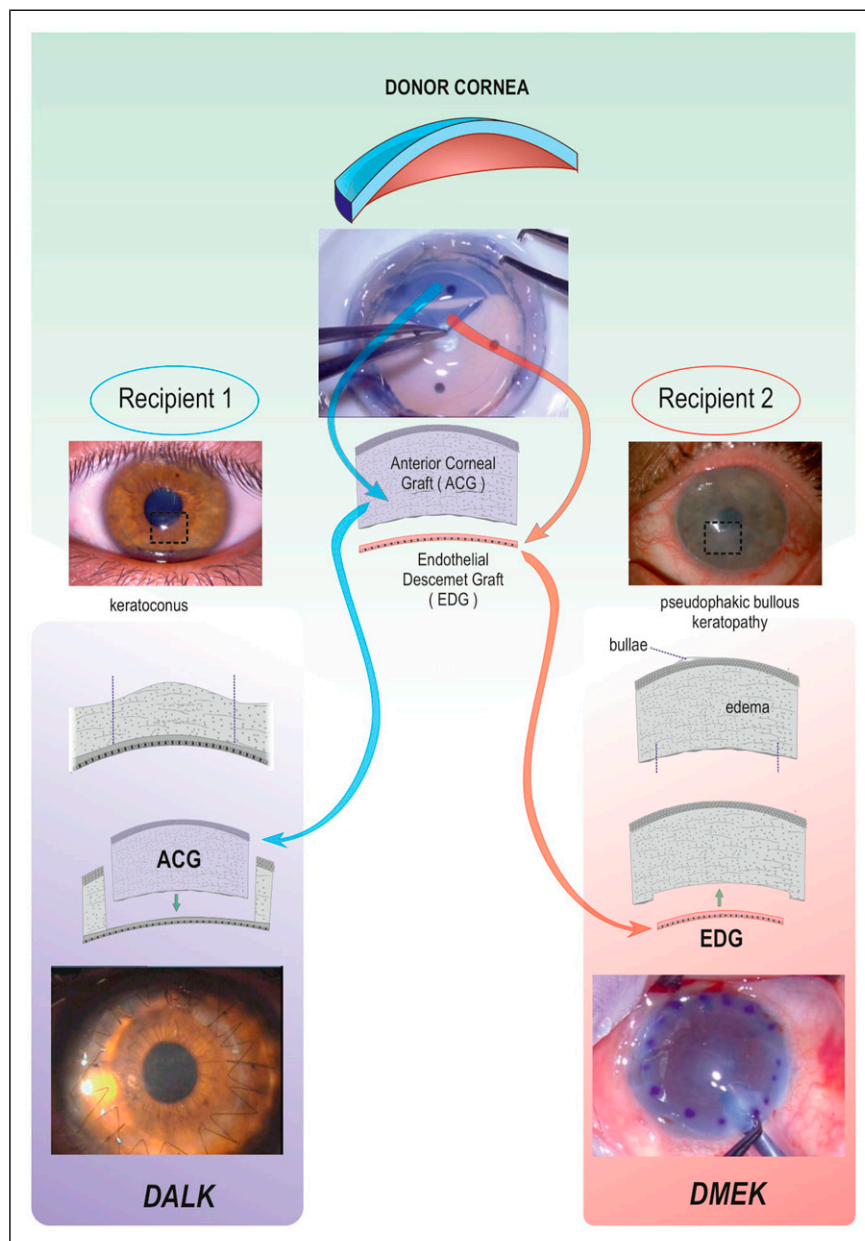 DONOR CORNEA
Recipient 1
Recipient 2
Anterior Corneal
Graft ( ACG )
Endothelial
Descemet Graft
( EDG )
keratoconus
pseudophakic bullous
keratopathy
bullae
edema
ACG
EDG
DALK
DMEK